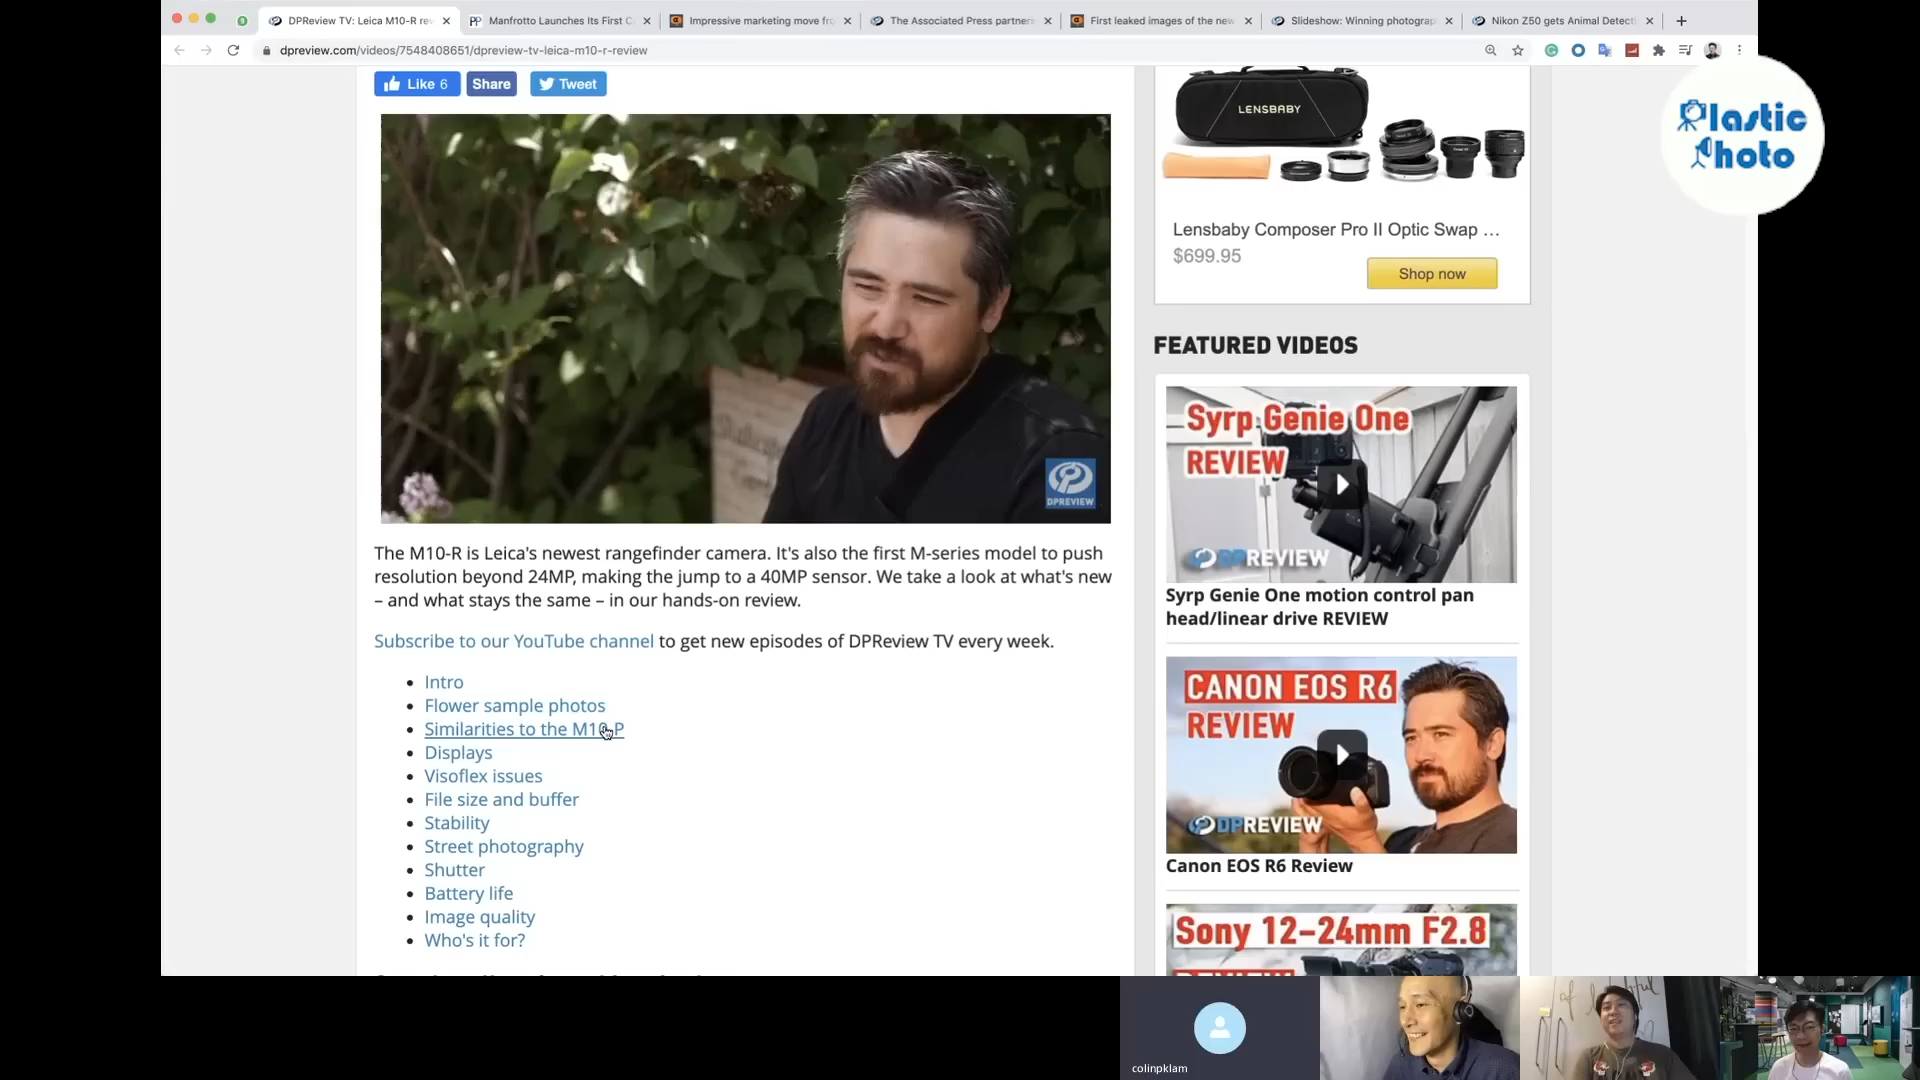 DPReview TV: Leica M10-R rev
Manfrotto Launches Its First C
Impressive marketing move fro
The Associated Press partners
First leaked images of the new
Slideshow: Winning photograp
Nikon Z50 gets Animal Detecti
dpreview.com/videos/7548408651/dpreview-tv-leica-m10-r-review
Like 6
Share
Tweet
DPREVIEW
The M10-R is Leica's newest rangefinder camera. It's also the first M-series model to push
resolution beyond 24MP, making the jump to a 40MP sensor. We take a look at what's new
– and what stays the same – in our hands-on review.
Subscribe to our YouTube channel to get new episodes of DPReview TV every week.
• Intro
• Flower sample photos
• Similarities to the M10-P
• Displays
• Visoflex issues
• File size and buffer
• Stability
• Street photography
• Shutter
• Battery life
• Image quality
• Who's it for?
LENSBABY
Lensbaby Composer Pro II Optic Swap ...
$699.95
Shop now
FEATURED VIDEOS
Syrp Genie One
REVIEW
DPREVIEW
Syrp Genie One motion control pan
head/linear drive REVIEW
CANON EOS R6
REVIEW
DPREVIEW
Canon EOS R6 Review
Sony 12-24mm F2.8
REVIEW
Plastic
Photo
colinpklam